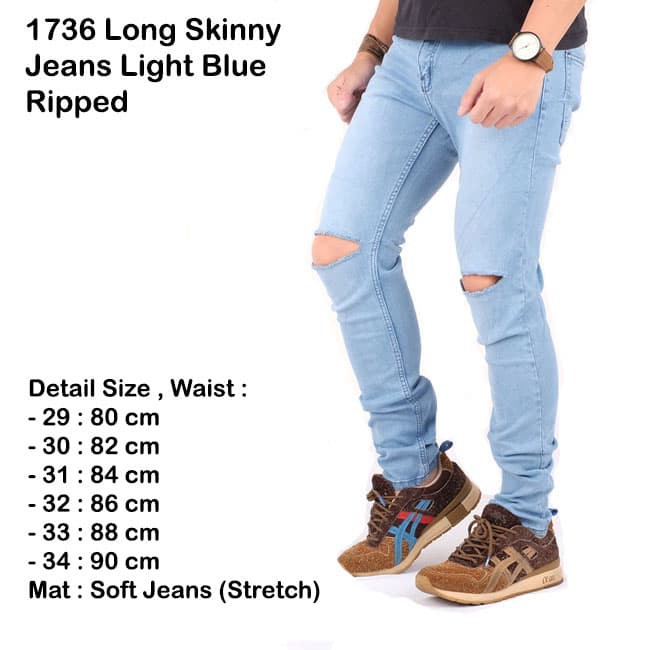 1736 Long Skinny
Jeans Light Blue
Ripped
Detail Size , Waist :
- 29 : 80 cm
- 30 : 82 cm
- 31 : 84 cm
- 32 : 86 cm
- 33 : 88 cm
- 34 : 90 cm
Mat : Soft Jeans (Stretch)